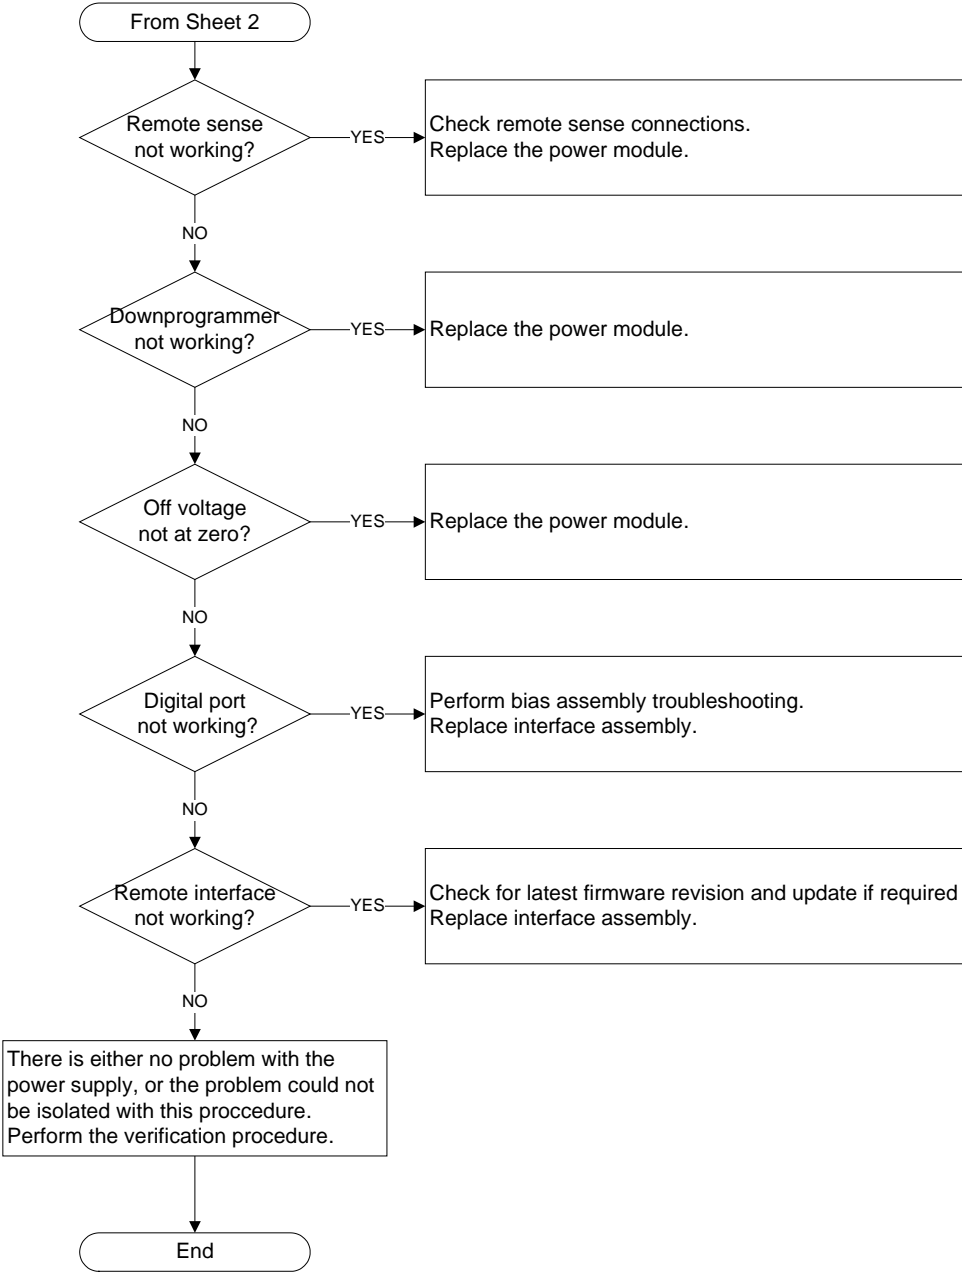 From Sheet 2
Remote sense
not working?
YES
Check remote sense connections.
Replace the power module.
NO
Downprogrammer
not working?
YES
Replace the power module.
NO
Off voltage
not at zero?
YES
Replace the power module.
NO
Digital port
not working?
YES
Perform bias assembly troubleshooting.
Replace interface assembly.
NO
Remote interface
not working?
YES
Check for latest firmware revision and update if required
Replace interface assembly.
NO
There is either no problem with the
power supply, or the problem could not
be isolated with this proccedure.
Perform the verification procedure.
End